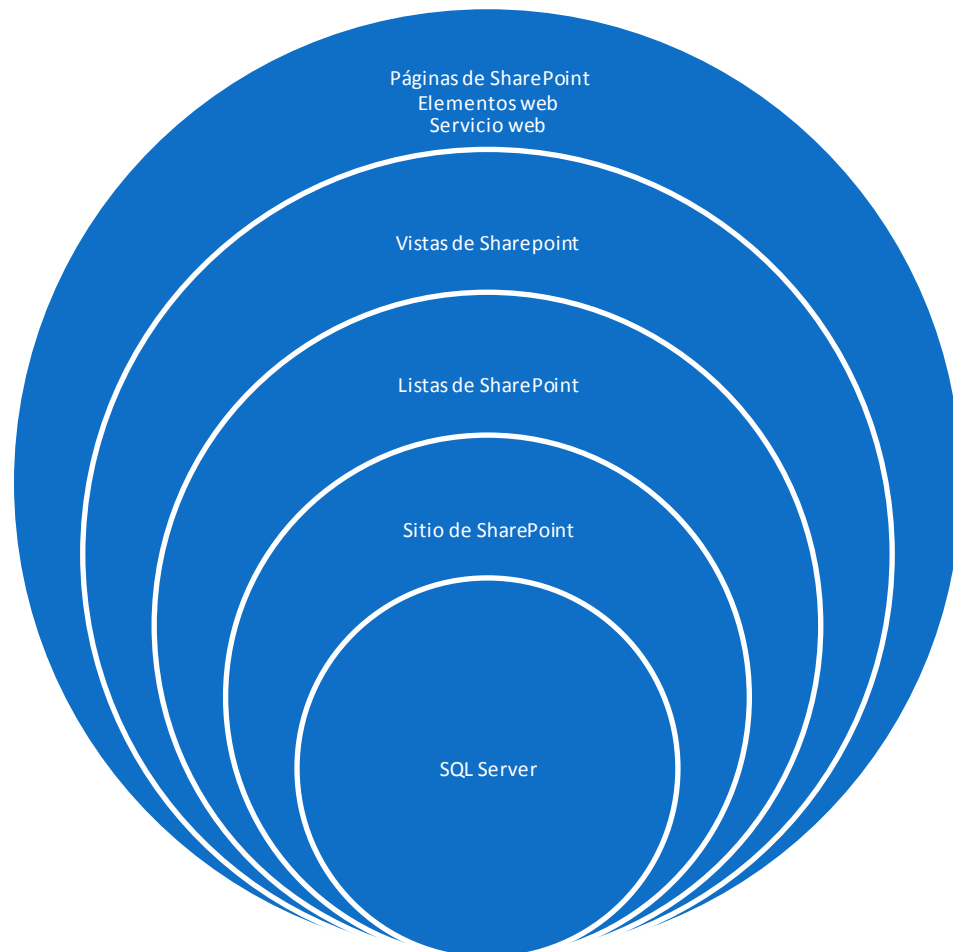 Páginas de SharePoint
Elementos web
Servicio web
Vistas de Sharepoint
Listas de SharePoint
Sitio de SharePoint
SQL Server